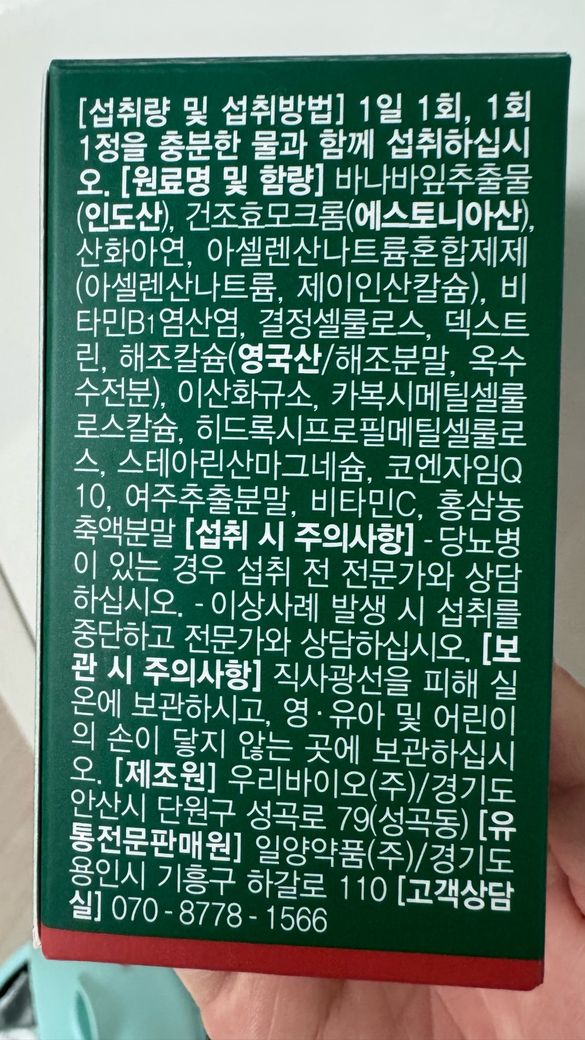 [섭취량 및 섭취방법] 1일 1회, 1회
1정을 충분한 물과 함께 섭취하십시
오. [원료명 및 함량] 바나바잎추출물
(인도산), 건조효모크롬(에스토니아산),
산화아연, 아셀렌산나트륨혼합제제
(아셀렌산나트륨, 제이인산칼슘), 비
타민B1염산염, 결정셀룰로스, 덱스트
린, 해조칼슘(영국산/해조분말, 옥수
수전분), 이산화규소, 카복시메틸셀룰
로스칼슘, 히드록시프로필메틸셀룰로
스, 스테아린산마그네슘, 코엔자임Q
10, 여주추출분말, 비타민C, 홍삼농
축액분말 [섭취 시 주의사항] - 당뇨병
이 있는 경우 섭취 전 전문가와 상담
하십시오. - 이상사례 발생 시 섭취를
중단하고 전문가와 상담하십시오. [보
관 시 주의사항] 직사광선을 피해 실
온에 보관하시고, 영·유아 및 어린이
의 손이 닿지 않는 곳에 보관하십시
오. [제조원] 우리바이오(주)/경기도
안산시 단원구 성곡로 79(성곡동) [유
통전문판매원] 일양약품(주)/경기도
용인시 기흥구 하갈로 110 [고객상담
실] 070-8778-1566